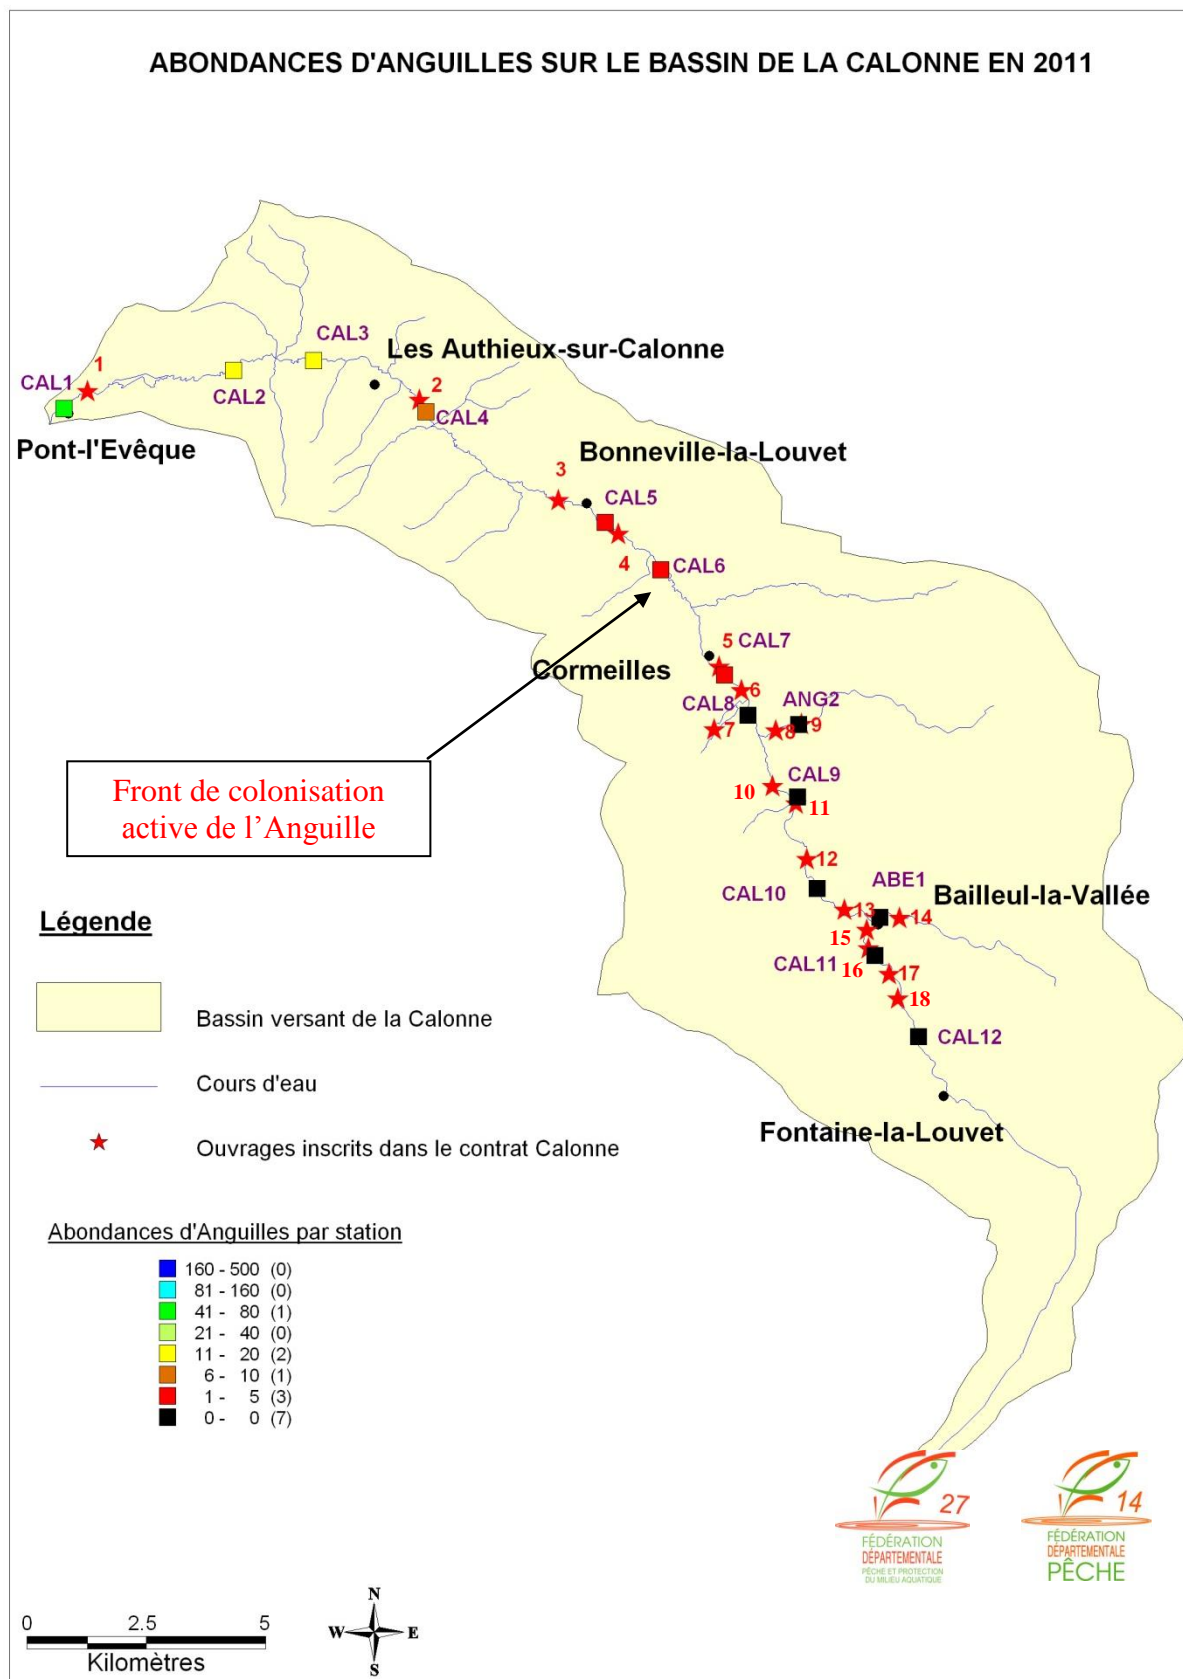 ABONDANCES D'ANGUILLES SUR LE BASSIN DE LA CALONNE EN 2011
CAL3
Les Authieux-sur-Calonne
1
CAL1
CAL2
2
CAL4
Pont-l'Evêque
Bonneville-la-Louvet
3
CAL5
4
CAL6
5
CAL7
Cormeilles
6
CAL8
ANG2
7
8
9
CAL9
10
11
Front de colonisation
active de l'Anguille
12
CAL10
ABE1
Bailleul-la-Vallée
13
14
15
CAL11
16
17
18
CAL12
Fontaine-la-Louvet
Légende
Bassin versant de la Calonne
Cours d'eau
Ouvrages inscrits dans le contrat Calonne
Abondances d'Anguilles par station
160 - 500 (0)
81 - 160 (0)
41 - 80 (1)
21 - 40 (0)
11 - 20 (2)
6 - 10 (1)
1 - 5 (3)
0 - 0 (7)
27
FÉDÉRATION
DÉPARTEMENTALE
PÊCHE ET PROTECTION
DU MILIEU AQUATIQUE
14
FÉDÉRATION
DÉPARTEMENTALE
PÊCHE
0 2.5 5
Kilomètres
N
W E
S